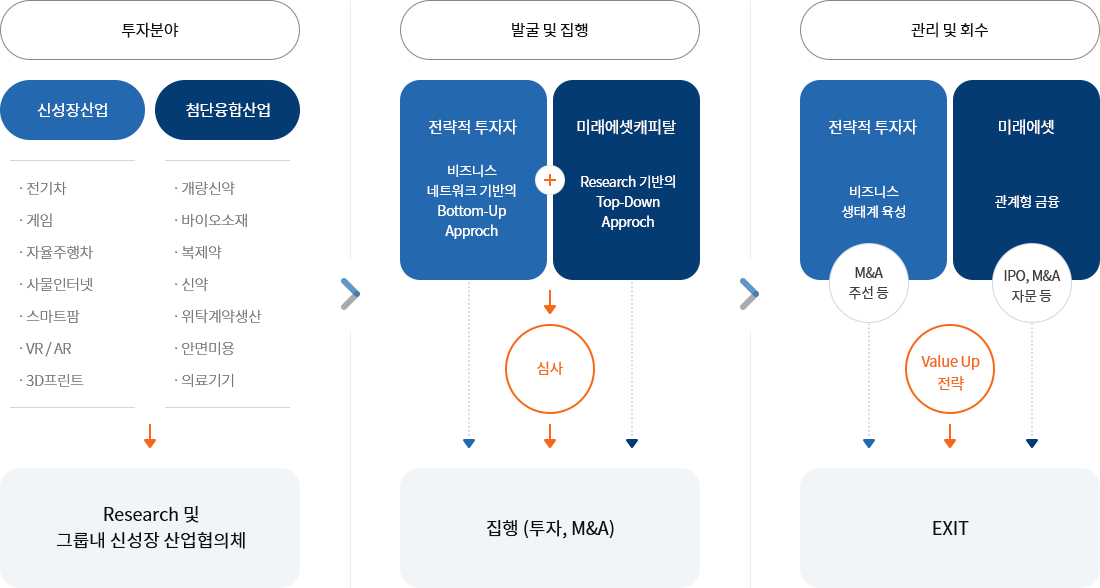 투자분야
신성장산업
첨단융합산업
· 전기차
· 게임
· 자율주행차
· 사물인터넷
· 스마트팜
· VR / AR
· 3D프린트
· 개량신약
· 바이오소재
· 복제약
· 신약
· 위탁계약생산
· 안면미용
· 의료기기
Research 및
그룹내 신성장 산업협의체
발굴 및 집행
전략적 투자자
비즈니스
네트워크 기반의
Bottom-Up
Approch
+
미래에셋캐피탈
Research 기반의
Top-Down
Approch
심사
집행 (투자, M&A)
관리 및 회수
전략적 투자자
비즈니스
생태계 육성
M&A
주선 등
미래에셋
관계형 금융
IPO, M&A
자문 등
Value Up
전략
EXIT